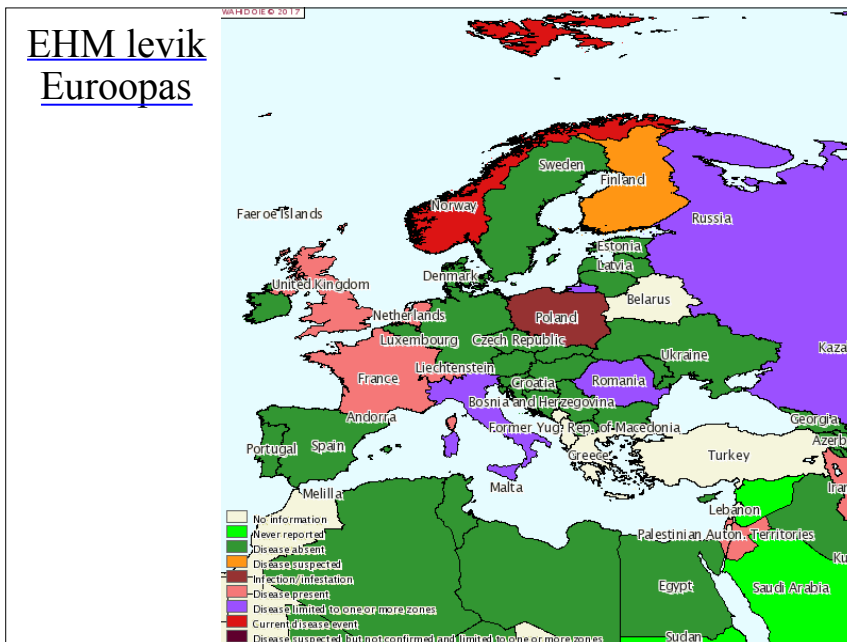 WAHID OIE © 2017
EHM levik
Euroopas
Sweden
Finland
Norway
Russia
Faeroe Islands
Estonia
Latvia
Denmark
United Kingdom
Belarus
Netherlands
Poland
Luxembourg
Czech Republic
Ukraine
Kaza
Liechtenstein
France
Romania
Croatia
Bosnia and Herzegovina
Andorra
Georgia
Former Yug. Rep. of Macedonia
Azerb
Portugal
Spain
Greece
Turkey
Iran
Malta
Melilla
Lebanon
No information
Never reported
Palestinian Auton. Territories
Disease absent
Ku
Disease suspected
Infection/infestation
Egypt
Saudi Arabia
Disease present
Disease limited to one or more zones
Current disease event
Sudan
Disease suspected but not confirmed and limited to one or more zones